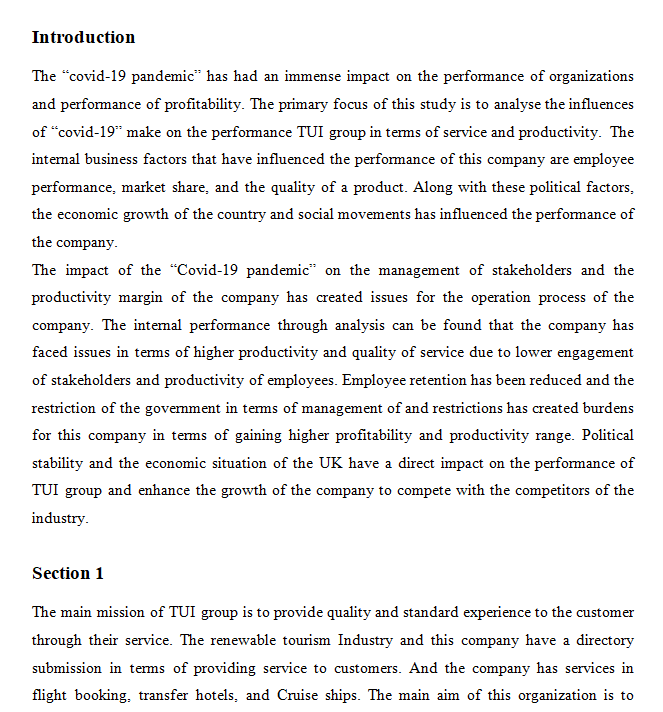 Introduction
The “covid-19 pandemic” has had an immense impact on the performance of organizations
and performance of profitability. The primary focus of this study is to analyse the influences
of “covid-19” make on the performance TUI group in terms of service and productivity. The
internal business factors that have influenced the performance of this company are employee
performance, market share, and the quality of a product. Along with these political factors,
the economic growth of the country and social movements has influenced the performance of
the company.
The impact of the “Covid-19 pandemic” on the management of stakeholders and the
productivity margin of the company has created issues for the operation process of the
company. The internal performance through analysis can be found that the company has
faced issues in terms of higher productivity and quality of service due to lower engagement
of stakeholders and productivity of employees. Employee retention has been reduced and the
restriction of the government in terms of management of and restrictions has created burdens
for this company in terms of gaining higher profitability and productivity range. Political
stability and the economic situation of the UK have a direct impact on the performance of
TUI group and enhance the growth of the company to compete with the competitors of the
industry.
Section 1
The main mission of TUI group is to provide quality and standard experience to the customer
through their service. The renewable tourism Industry and this company have a directory
submission in terms of providing service to customers. And the company has services in
flight booking, transfer hotels, and Cruise ships. The main aim of this organization is to